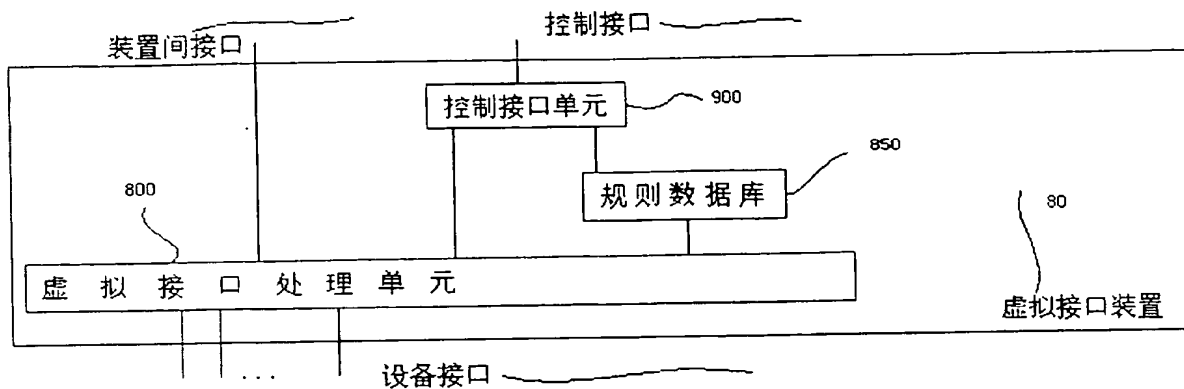 控制接口
装置间接口
控制接口单元
900
850
规则数据库
800
80
虚拟接口处理单元
虚拟接口装置
...
设备接口